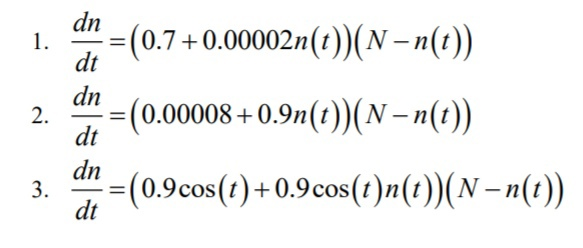 1. dn/dt = (0.7 + 0.00002n(t))(N − n(t))
2. dn/dt = (0.00008 + 0.9n(t))(N − n(t))
3. dn/dt = (0.9cos(t) + 0.9cos(t)n(t))(N − n(t))